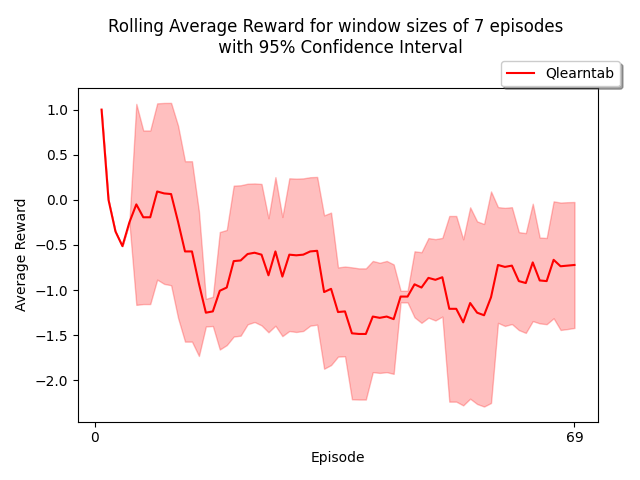 Rolling Average Reward for window sizes of 7 episodes
with 95% Confidence Interval
Qlearntab
1.0
0.5
0.0
−0.5
−1.0
−1.5
−2.0
Average Reward
0
69
Episode